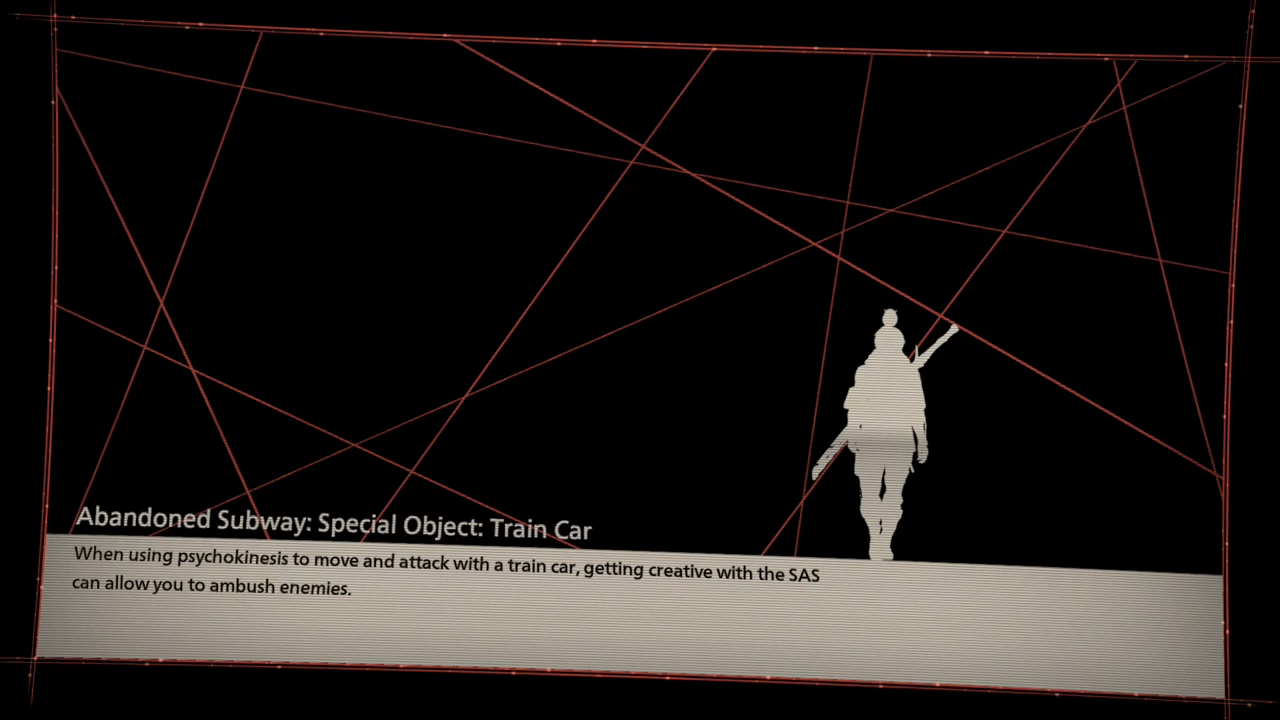 Abandoned Subway: Special Object: Train Car
When using psychokinesis to move and attack with a train car, getting creative with the SAS
can allow you to ambush enemies.